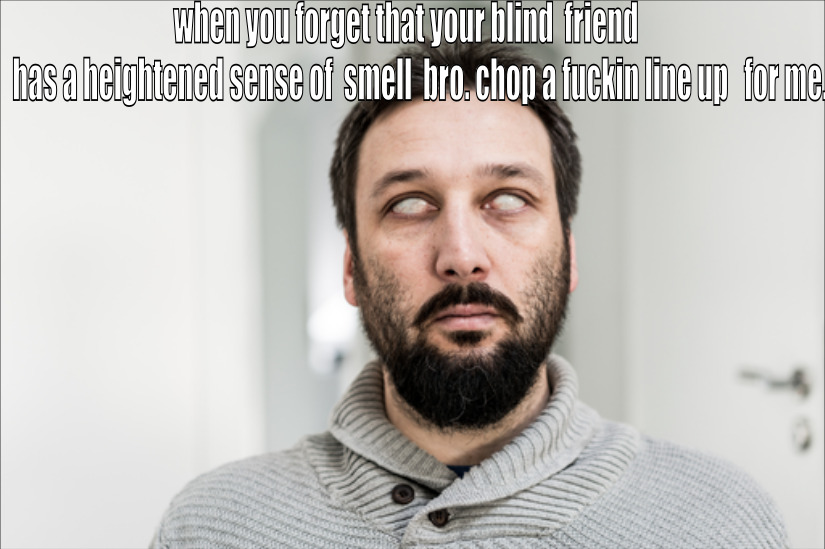 when you forget that your blind friend
has a heightened sense of smell bro. chop a fuckin line up for me.